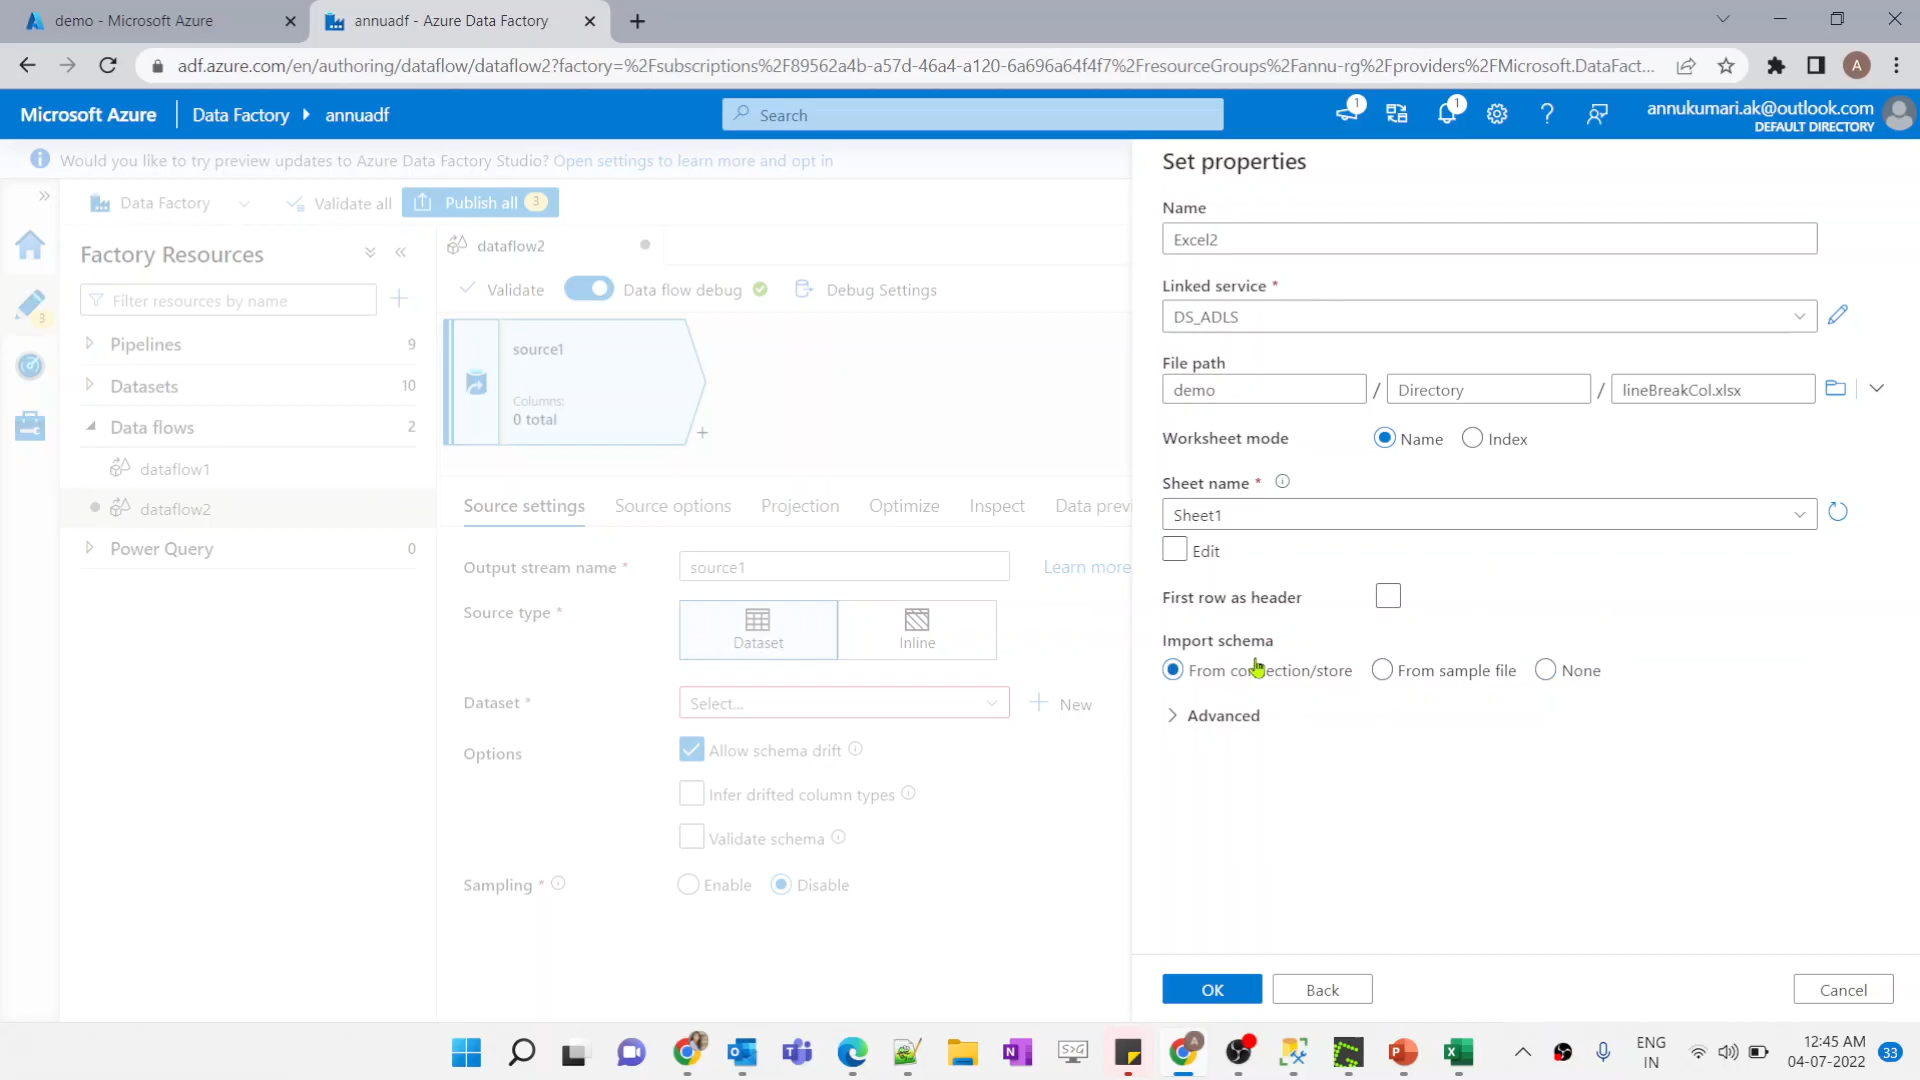 demo - Microsoft Azure
annuadf - Azure Data Factory
adf.azure.com/en/authoring/dataflow/dataflow2?factory=%2Fsubscriptions%2F89562a4b-a57d-46a4-a120-6a696a64f4f7%2FresourceGroups%2Fannu-rg%2Fproviders%2FMicrosoft.DataFact...
A
Microsoft Azure
Data Factory
annuadf
Search
1
1
annukumari.ak@outlook.com
DEFAULT DIRECTORY
Would you like to try preview updates to Azure Data Factory Studio? Open settings to learn more and opt in
Data Factory
Validate all
Publish all 3
Factory Resources
Filter resources by name
3
Pipelines 9
Datasets 10
Data flows 2
dataflow1
dataflow2
Power Query 0
dataflow2
Validate
Data flow debug
Debug Settings
source1
Columns:
0 total
Source settings
Source options
Projection
Optimize
Inspect
Data previ
Output stream name *
source1
Learn more
Source type *
Dataset
Inline
Dataset *
Select...
New
Options
Allow schema drift
Infer drifted column types
Validate schema
Sampling *
Enable
Disable
Set properties
Name
Excel2
Linked service *
DS_ADLS
File path
demo / Directory / lineBreakCol.xlsx
Worksheet mode
Name
Index
Sheet name *
Sheet1
Edit
First row as header
Import schema
From connection/store
From sample file
None
Advanced
OK
Back
Cancel
S>G
A
ENG
IN
12:45 AM
04-07-2022
33